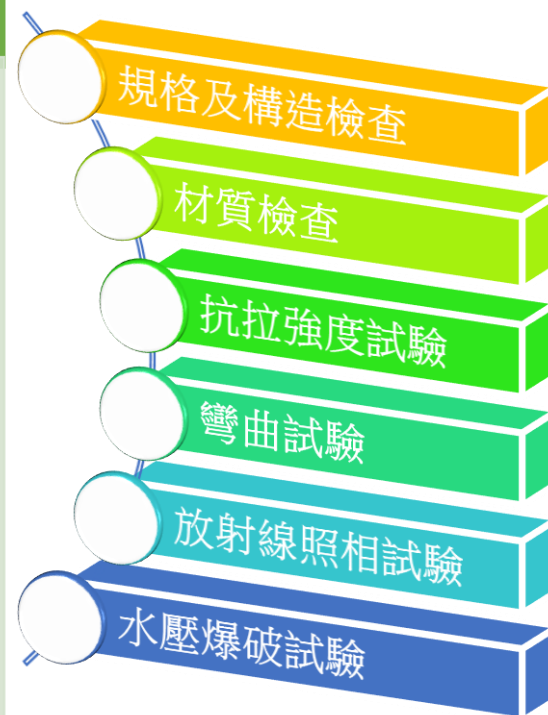 規格及構造檢查
材質檢查
抗拉強度試驗
彎曲試驗
放射線照相試驗
水壓爆破試驗